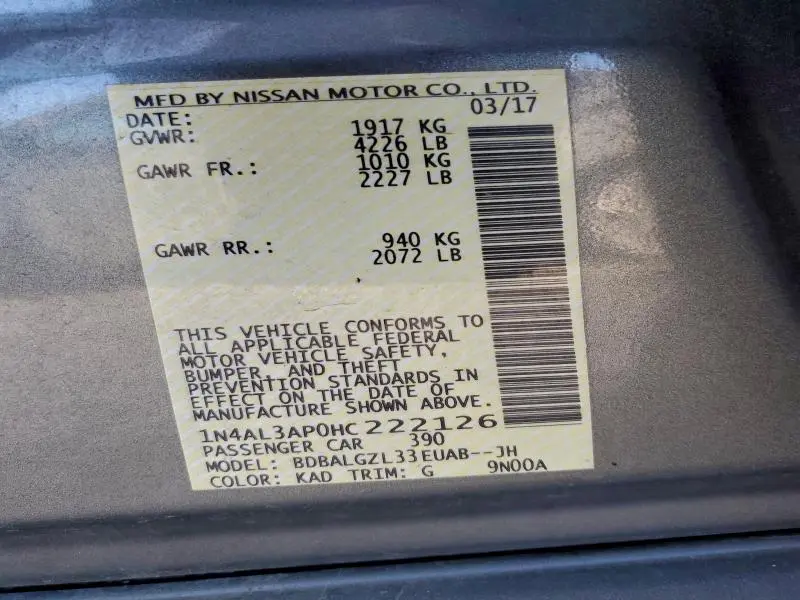 MFD BY NISSAN MOTOR CO., LTD.
DATE: 03/17
GVWR: 1917 KG
4226 LB
GAWR FR.: 1010 KG
2227 LB
GAWR RR.: 940 KG
2072 LB
THIS VEHICLE CONFORMS TO
ALL APPLICABLE FEDERAL
MOTOR VEHICLE SAFETY,
BUMPER, AND THEFT
PREVENTION STANDARDS IN
EFFECT ON THE DATE OF
MANUFACTURE SHOWN ABOVE.
1N4AL3AP0HC222126
PASSENGER CAR 390
MODEL: BDBALGZL33EUAB--JH
COLOR: KAD TRIM: G 9N00A